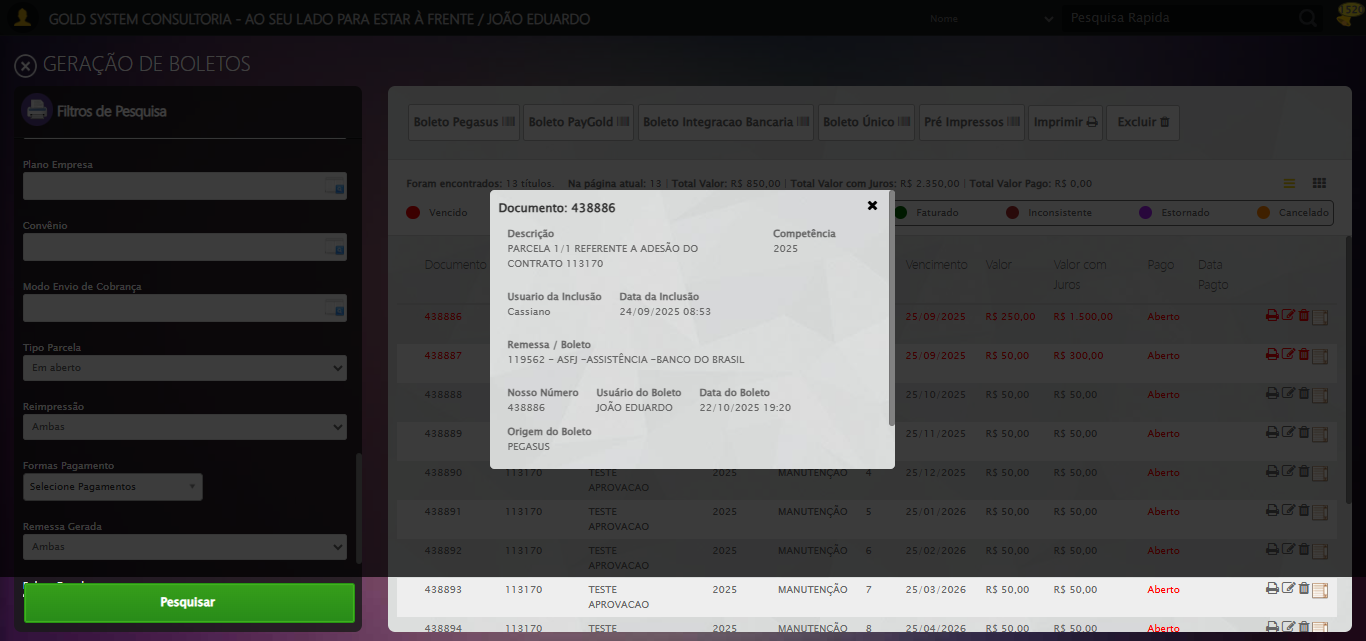 GOLD SYSTEM CONSULTORIA - AO SEU LADO PARA ESTAR À FRENTE / JOÃO EDUARDO
Nome
Pesquisa Rapida
GERAÇÃO DE BOLETOS
Filtros de Pesquisa
Plano Empresa
Convênio
Modo Envio de Cobrança
Tipo Parcela
Em aberto
Reimpressão
Ambas
Formas Pagamento
Selecione Pagamentos
Remessa Gerada
Ambas
Pesquisar
Boleto Pegasus
Boleto PayGold
Boleto Integracao Bancaria
Boleto Único
Pré Impressos
Imprimir
Excluir
Foram encontrados: 13 títulos. Na página atual: 13 | Total Valor: R$ 850,00 | Total Valor com Juros: R$ 2.350,00 | Total Valor Pago: R$ 0,00
Vencido
Faturado
Inconsistente
Estornado
Cancelado
Documento: 438886
Descrição
PARCELA 1/1 REFERENTE A ADESÃO DO
CONTRATO 113170
Competência
2025
Usuario da Inclusão
Cassiano
Data da Inclusão
24/09/2025 08:53
Remessa / Boleto
119562 - ASFJ -ASSISTÊNCIA -BANCO DO BRASIL
Nosso Número
438886
Usuário do Boleto
JOÃO EDUARDO
Data do Boleto
22/10/2025 19:20
Origem do Boleto
PEGASUS
Documento Vencimento Valor Valor com Juros Pago Data Pagto
438886 25/09/2025 R$ 250,00 R$ 1.500,00 Aberto
438887 25/09/2025 R$ 50,00 R$ 300,00 Aberto
438888 25/10/2025 R$ 50,00 R$ 50,00 Aberto
438889 25/11/2025 R$ 50,00 R$ 50,00 Aberto
438890 113170 TESTE APROVACAO 2025 MANUTENÇÃO 4 25/12/2025 R$ 50,00 R$ 50,00 Aberto
438891 113170 TESTE APROVACAO 2025 MANUTENÇÃO 5 25/01/2026 R$ 50,00 R$ 50,00 Aberto
438892 113170 TESTE APROVACAO 2025 MANUTENÇÃO 6 25/02/2026 R$ 50,00 R$ 50,00 Aberto
438893 113170 TESTE APROVACAO 2025 MANUTENÇÃO 7 25/03/2026 R$ 50,00 R$ 50,00 Aberto
438894 113170 TESTE 2025 MANUTENÇÃO 8 25/04/2026 R$ 50,00 R$ 50,00 Aberto